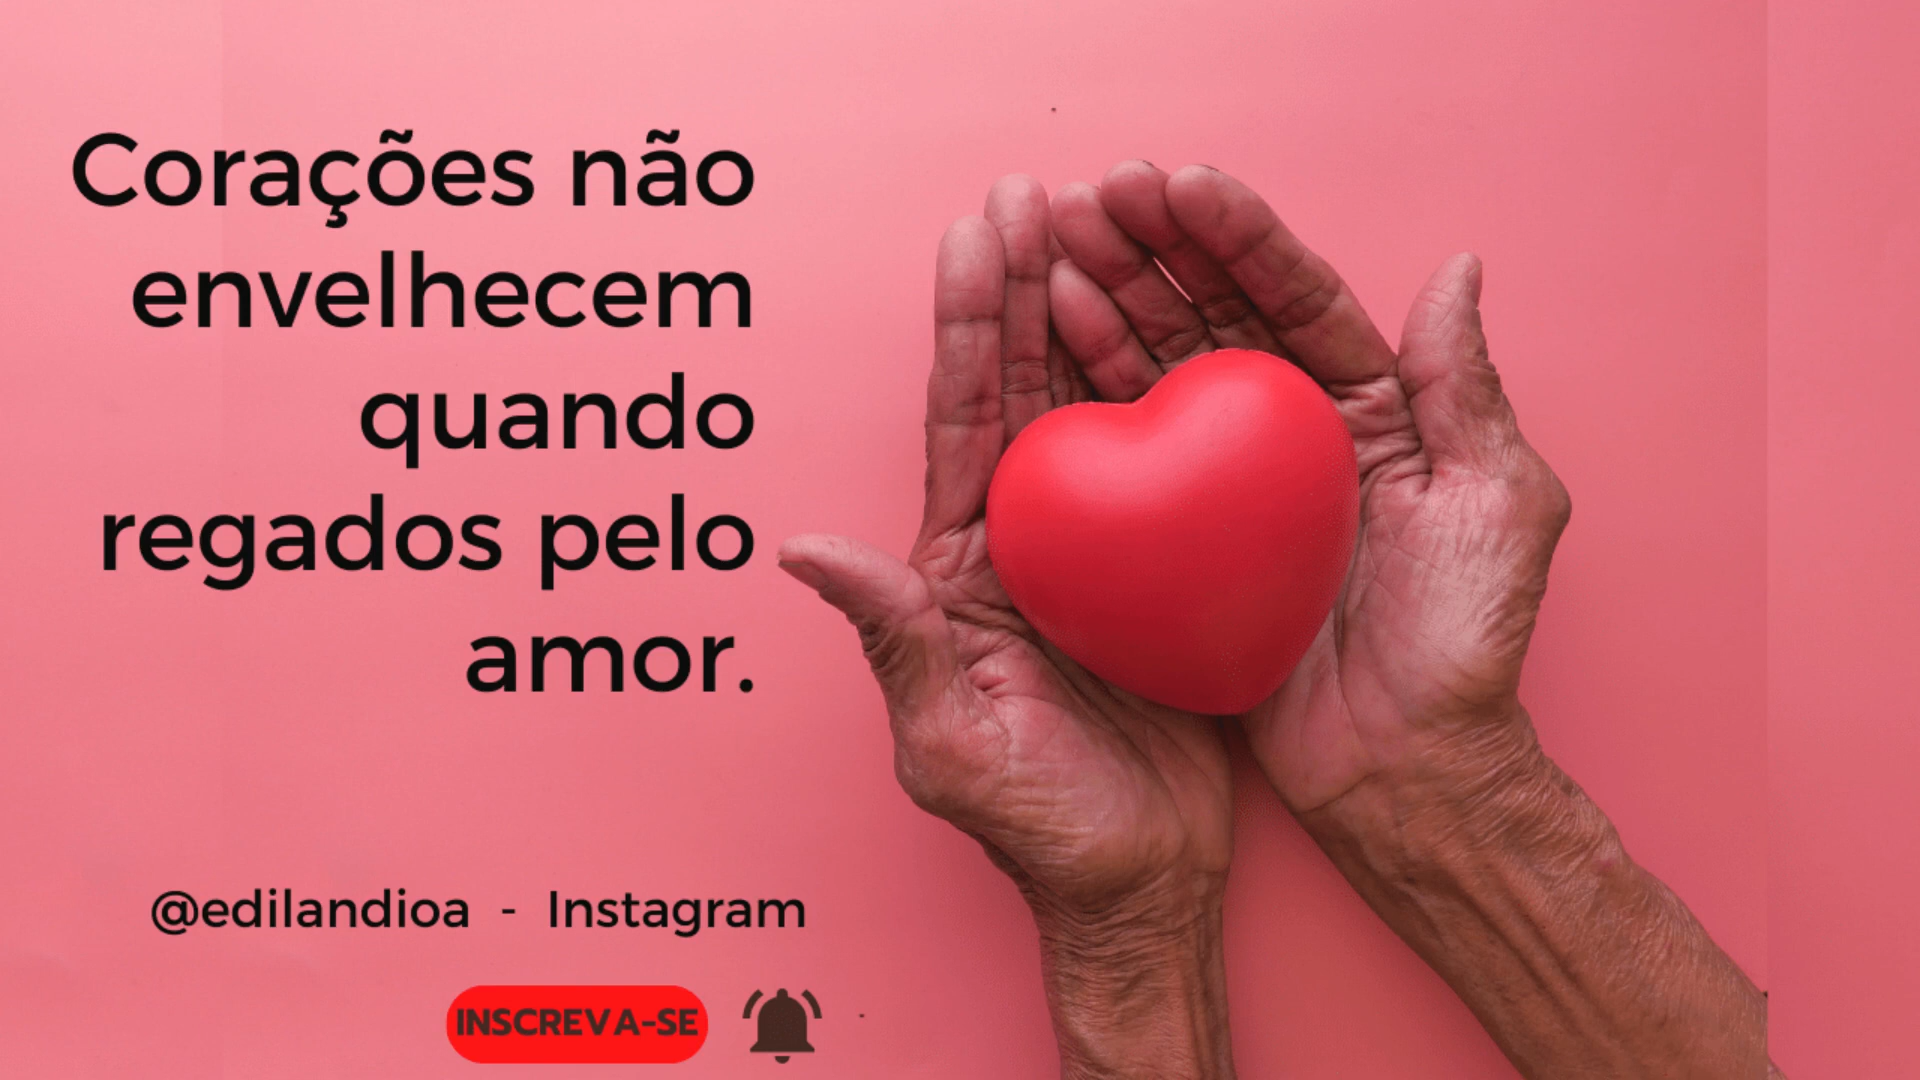 Corações não
envelhecem
quando
regados pelo
amor.
@edilandioa - Instagram
INSCREVA-SE